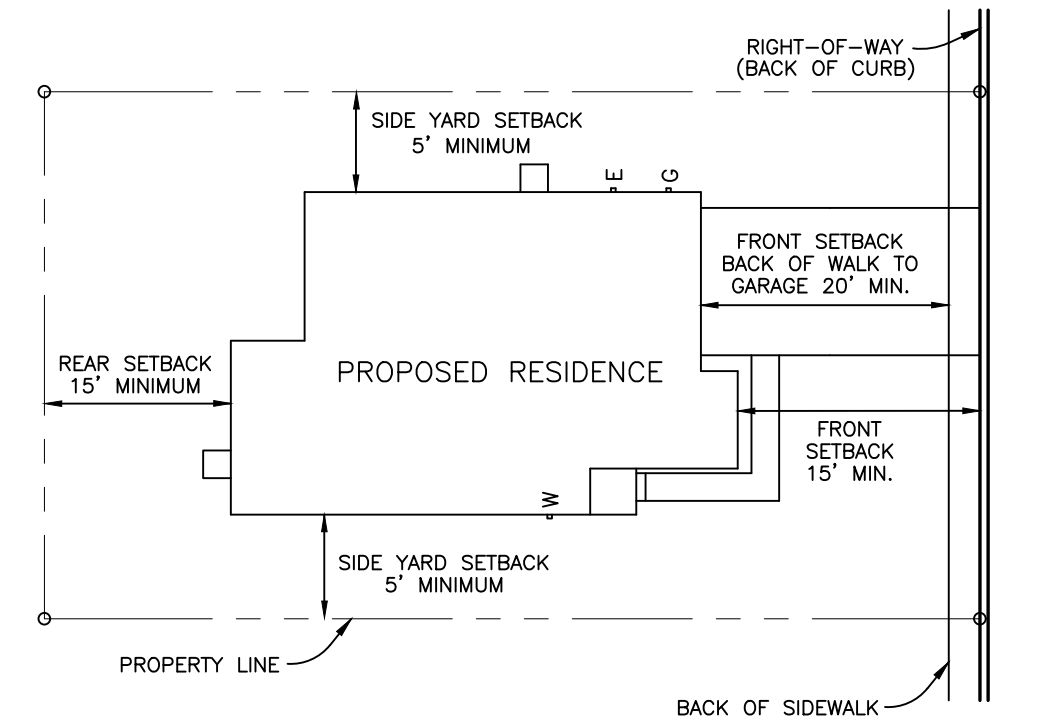 RIGHT-OF-WAY
(BACK OF CURB)
SIDE YARD SETBACK
5' MINIMUM
E
G
FRONT SETBACK
BACK OF WALK TO
GARAGE 20' MIN.
REAR SETBACK
15' MINIMUM
PROPOSED RESIDENCE
FRONT
SETBACK
15' MIN.
W
SIDE YARD SETBACK
5' MINIMUM
PROPERTY LINE
BACK OF SIDEWALK